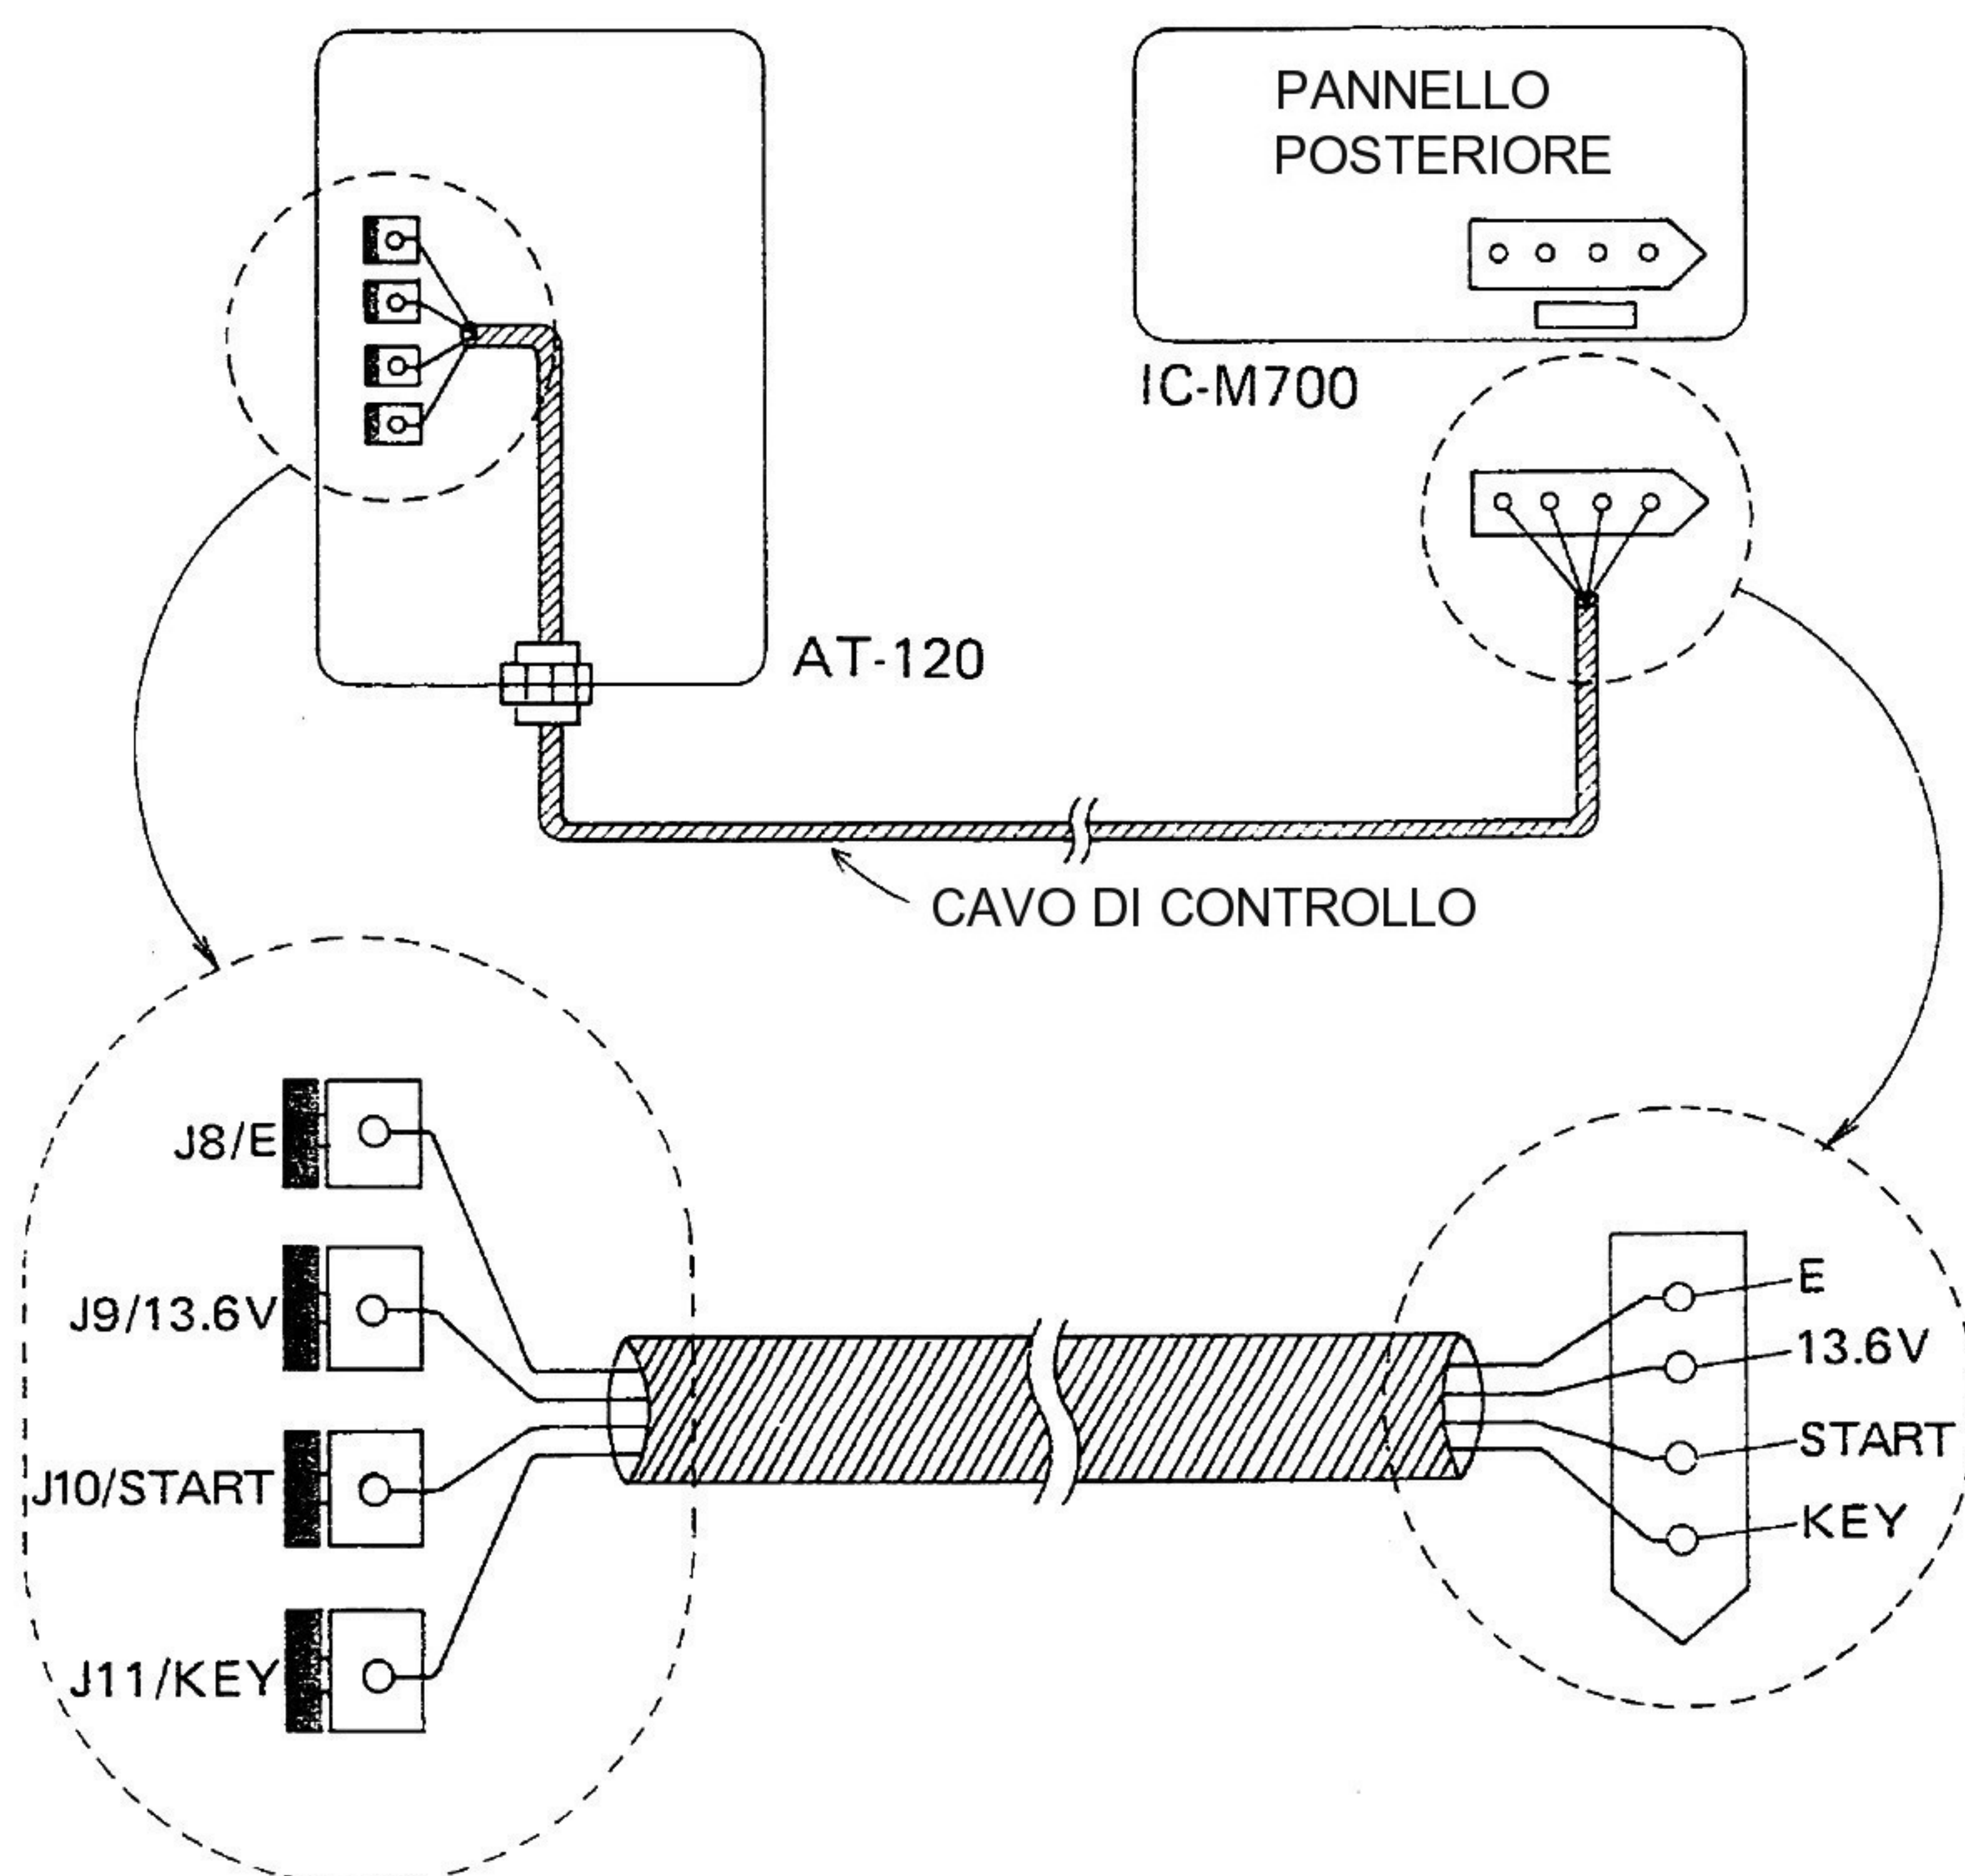 PANNELLO
POSTERIORE
IC-M700
AT-120
CAVO DI CONTROLLO
J8/E
J9/13.6V
J10/START
J11/KEY
E
13.6V
START
KEY